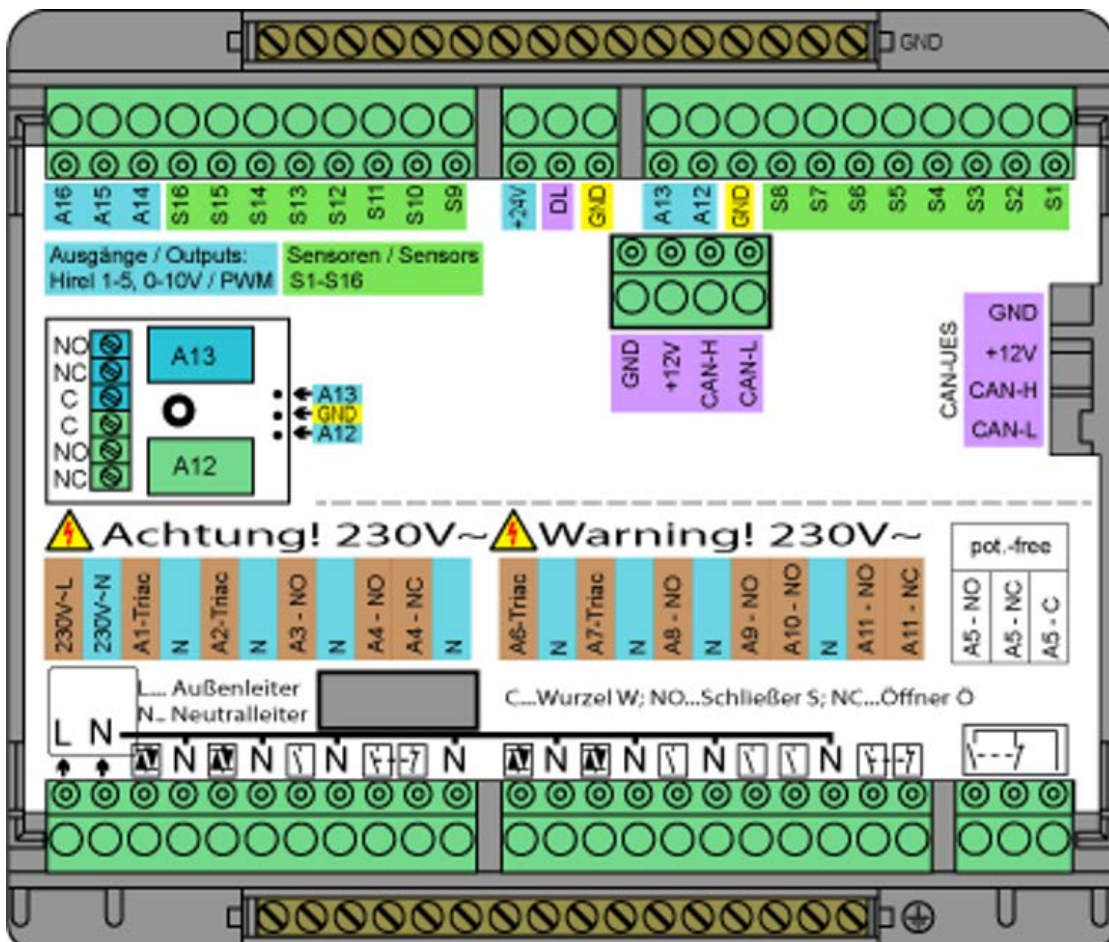 GND
A16 A15 A14 S16 S15 S14 S13 S12 S11 S10 S9 +24V DL GND A13 A12 GND S8 S7 S6 S5 S4 S3 S2 S1
Ausgänge / Outputs:
Hirel 1-5, 0-10V / PWM
Sensoren / Sensors
S1-S16
GND +12V CAN-H CAN-L
CAN-UES
GND
+12V
CAN-H
CAN-L
NO
NC
C
C
NO
NC
A13
A12
A13
GND
A12
Achtung! 230V~
Warning! 230V~
230V~L 230V~N A1-Triac N A2-Triac N A3 - NO N A4 - NO A4 - NC N
A6-Triac N A7-Triac N A8 - NO N A9 - NO A10 - NO N A11 - NO A11 - NC
pot.-free
A5 - NO A5 - NC A5 - C
L... Außenleiter
N.. Neutralleiter
C...Wurzel W; NO...Schließer S; NC...Öffner Ö
L N N N N N N N N